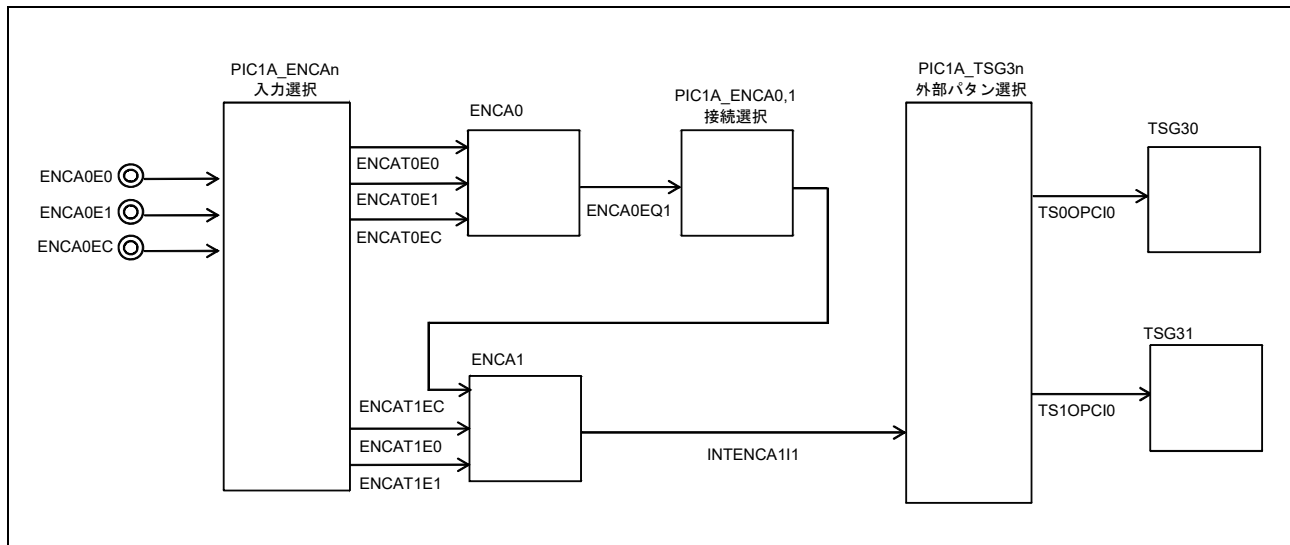 PIC1A_ENCAn
入力選択
ENCA0E0
ENCA0E1
ENCA0EC
ENCAT0E0
ENCAT0E1
ENCAT0EC
ENCA0
ENCA0EQ1
PIC1A_ENCA0,1
接続選択
ENCAT1EC
ENCAT1E0
ENCAT1E1
ENCA1
INTENCA1I1
PIC1A_TSG3n
外部パタン選択
TS0OPCI0
TSG30
TS1OPCI0
TSG31